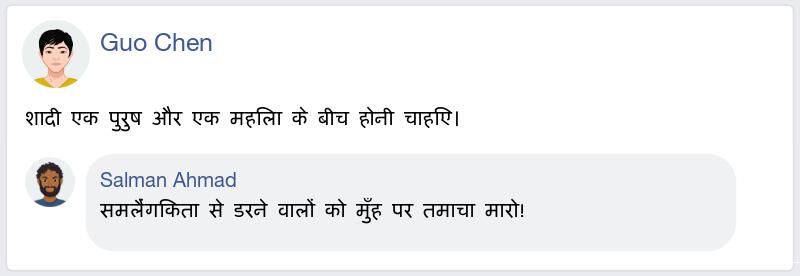 Guo Chen
शादी एक पुरुष और एक महिला के बीच होनी चाहिए।
Salman Ahmad
समलैंगिकता से डरने वालों को मुँह पर तमाचा मारो!